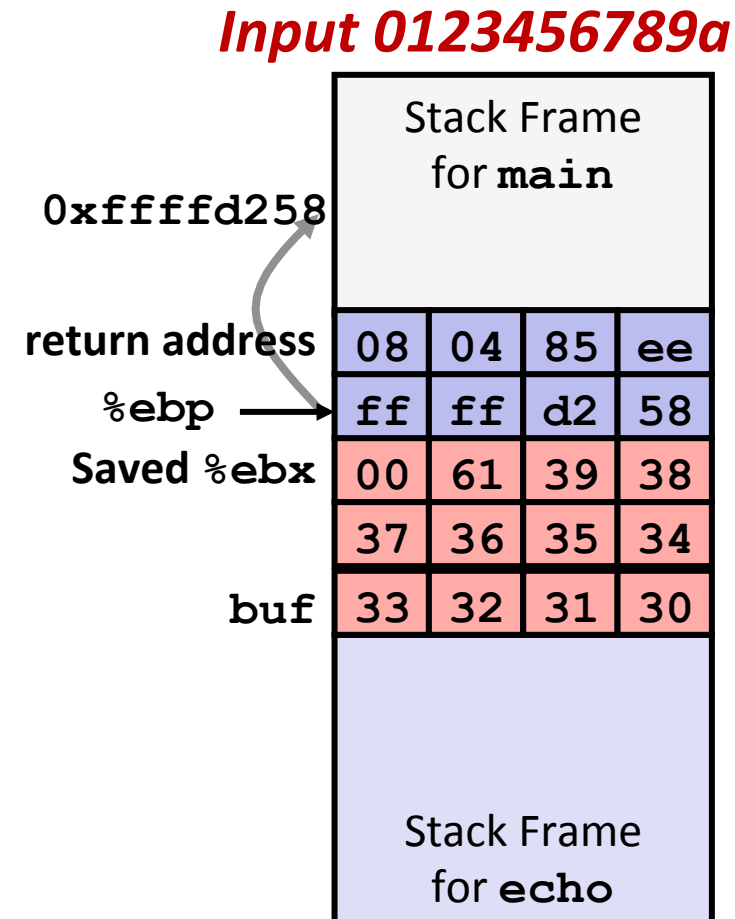 Input 0123456789a
Stack Frame
for main
0xffffd258
return address 08 04 85 ee
%ebp ff ff d2 58
Saved %ebx 00 61 39 38
37 36 35 34
buf 33 32 31 30
Stack Frame
for echo